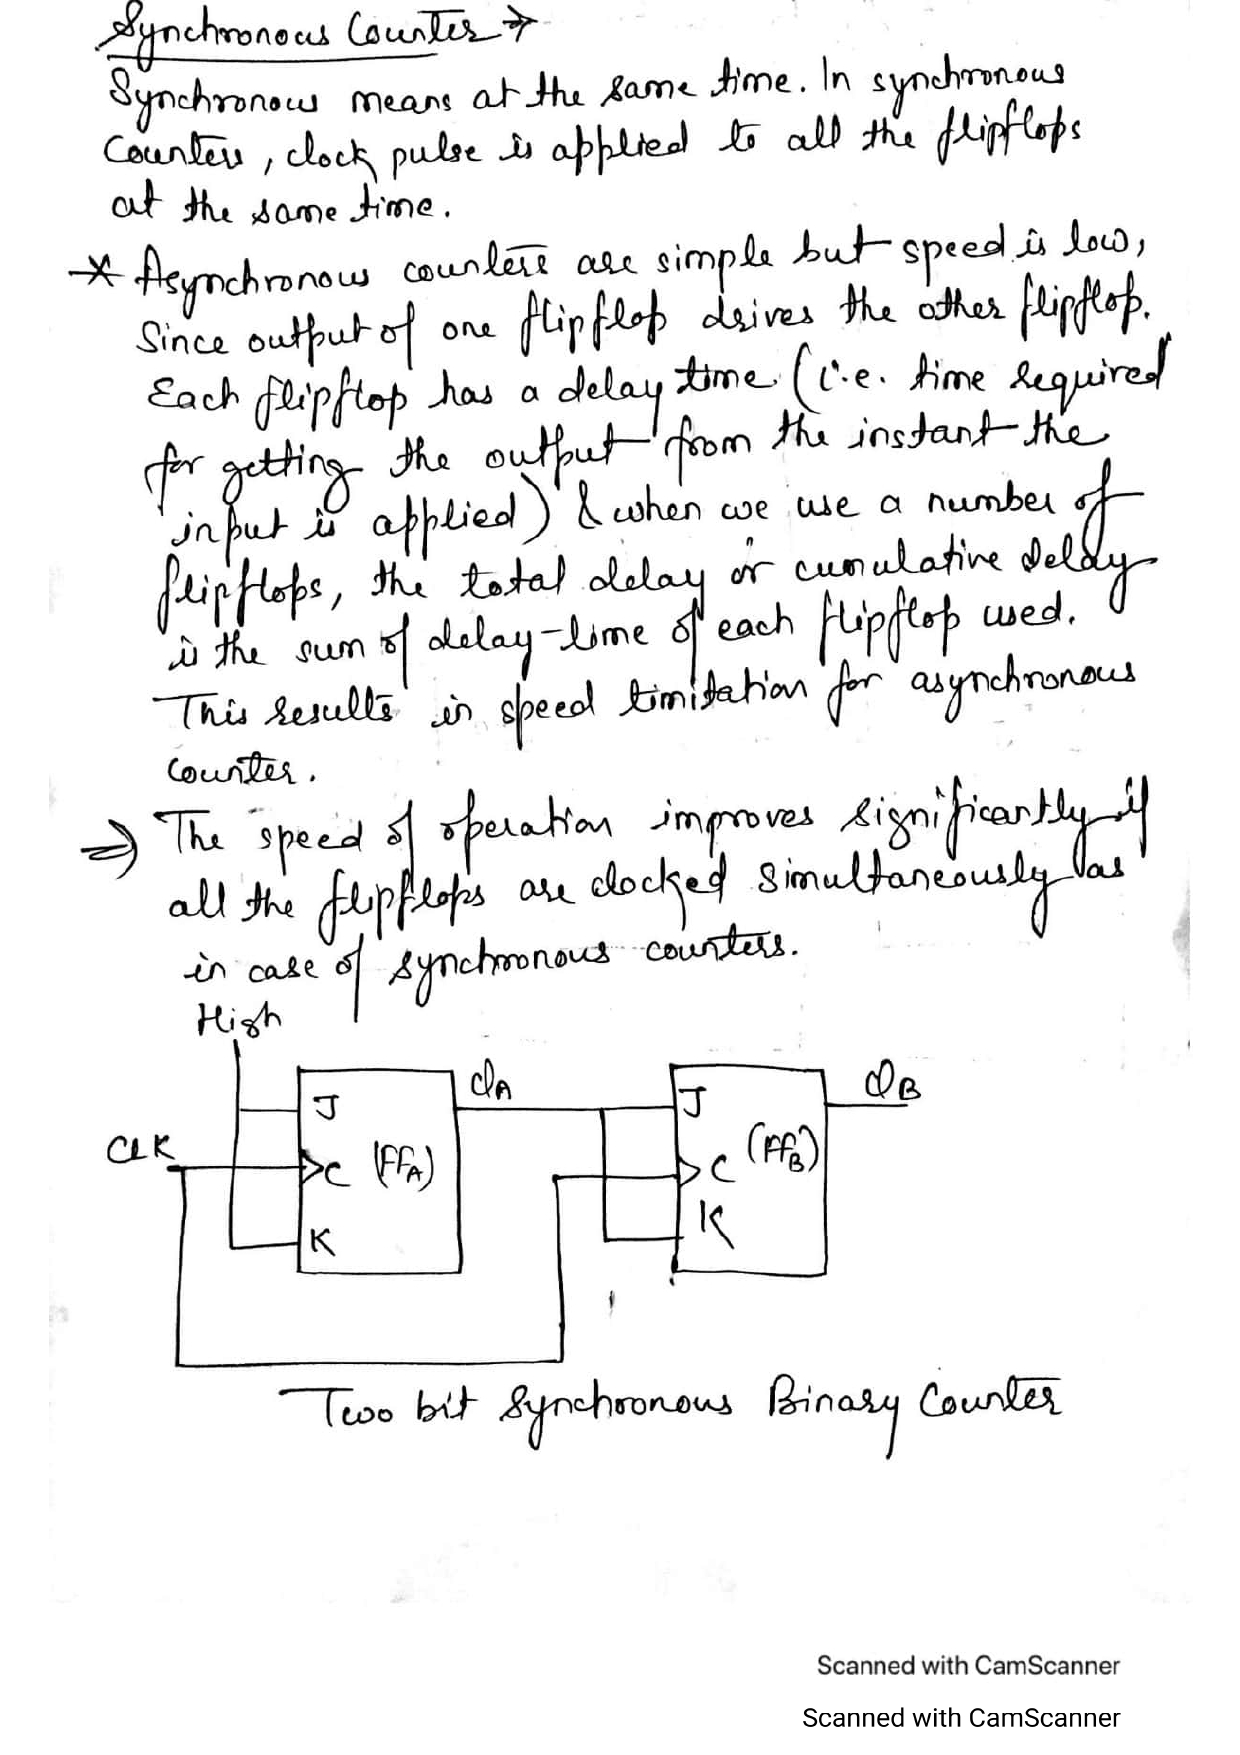 Synchronous Counter →
Synchronous means at the same time. In synchronous
Counters, clock pulse is applied to all the flipflops
at the same time.
* Asynchronous counters are simple but speed is low,
Since output of one flipflop drives the other flipflop.
Each flipflop has a delay time (i.e. time required
for getting the output from the instant the
input is applied) & when we use a number of
flipflops, the total delay or cumulative delay
is the sum of delay-time of each flipflop used.
This results in speed limitation for asynchronous
Counter.
⇒ The speed of operation improves significantly if
all the flipflops are clocked simultaneously as
in case of synchronous counters.
High
QA
QB
J
J
CLK
C (FFA)
C (FFB)
K
K
Two bit Synchronous Binary Counter
Scanned with CamScanner
Scanned with CamScanner